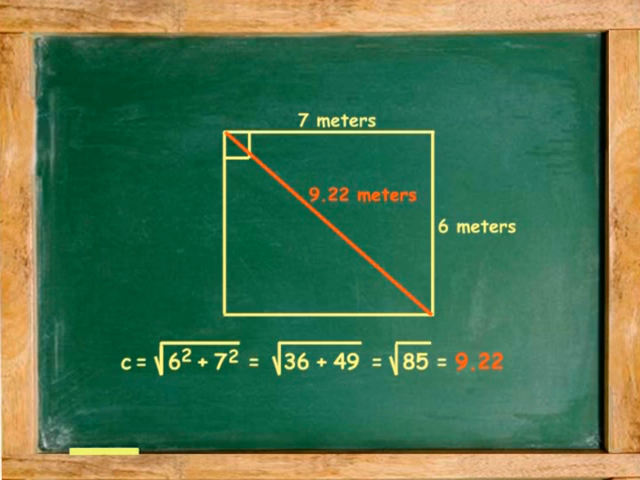 7 meters
9.22 meters
6 meters
c = √6² + 7² = √36 + 49 = √85 = 9.22